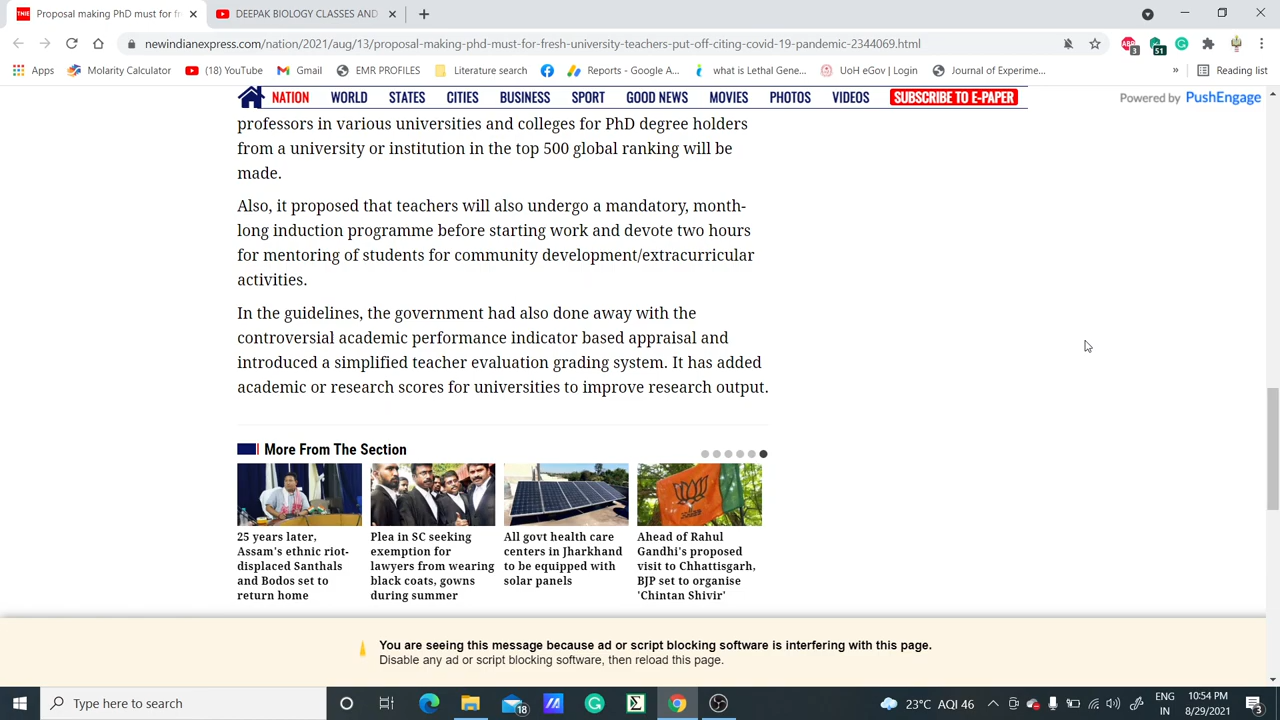 TNIE Proposal making PhD must for fr
DEEPAK BIOLOGY CLASSES AND
newindianexpress.com/nation/2021/aug/13/proposal-making-phd-must-for-fresh-university-teachers-put-off-citing-covid-19-pandemic-2344069.html
ABP 3 51
Apps Molarity Calculator (18) YouTube Gmail EMR PROFILES Literature search Reports - Google A... what is Lethal Gene... UoH eGov | Login Journal of Experime... » Reading list
NATION WORLD STATES CITIES BUSINESS SPORT GOOD NEWS MOVIES PHOTOS VIDEOS SUBSCRIBE TO E-PAPER
Powered by PushEngage
professors in various universities and colleges for PhD degree holders
from a university or institution in the top 500 global ranking will be
made.
Also, it proposed that teachers will also undergo a mandatory, month-
long induction programme before starting work and devote two hours
for mentoring of students for community development/extracurricular
activities.
In the guidelines, the government had also done away with the
controversial academic performance indicator based appraisal and
introduced a simplified teacher evaluation grading system. It has added
academic or research scores for universities to improve research output.
More From The Section
25 years later,
Assam's ethnic riot-
displaced Santhals
and Bodos set to
return home
Plea in SC seeking
exemption for
lawyers from wearing
black coats, gowns
during summer
All govt health care
centers in Jharkhand
to be equipped with
solar panels
Ahead of Rahul
Gandhi's proposed
visit to Chhattisgarh,
BJP set to organise
'Chintan Shivir'
You are seeing this message because ad or script blocking software is interfering with this page.
Disable any ad or script blocking software, then reload this page.
Type here to search
18
23°C AQI 46
ENG
IN
10:54 PM
8/29/2021
3